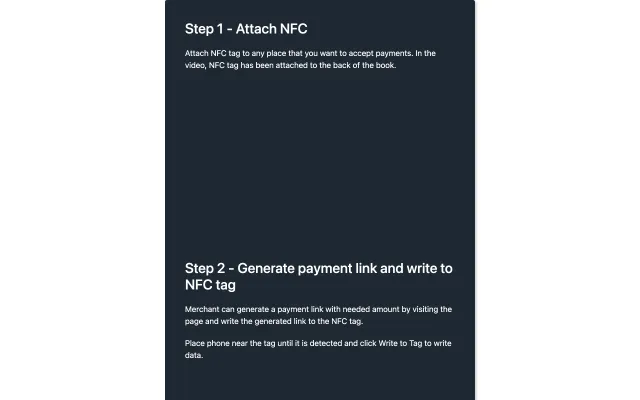 Step 1 - Attach NFC
Attach NFC tag to any place that you want to accept payments. In the
video, NFC tag has been attached to the back of the book.
Step 2 - Generate payment link and write to
NFC tag
Merchant can generate a payment link with needed amount by visiting the
page and write the generated link to the NFC tag.
Place phone near the tag until it is detected and click Write to Tag to write
data.